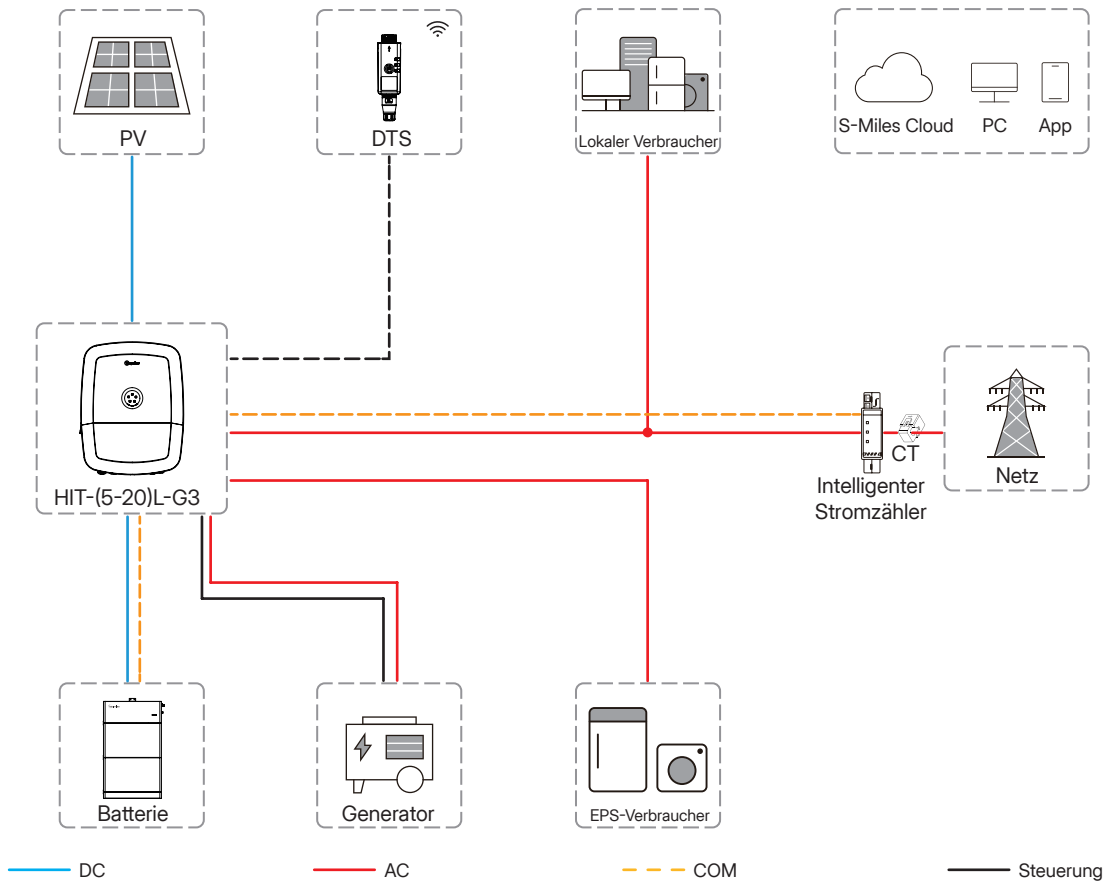 PV
DTS
Lokaler Verbraucher
S-Miles Cloud
PC
App
HIT-(5-20)L-G3
CT
Intelligenter
Stromzähler
Netz
Batterie
Generator
EPS-Verbraucher
DC
AC
COM
Steuerung